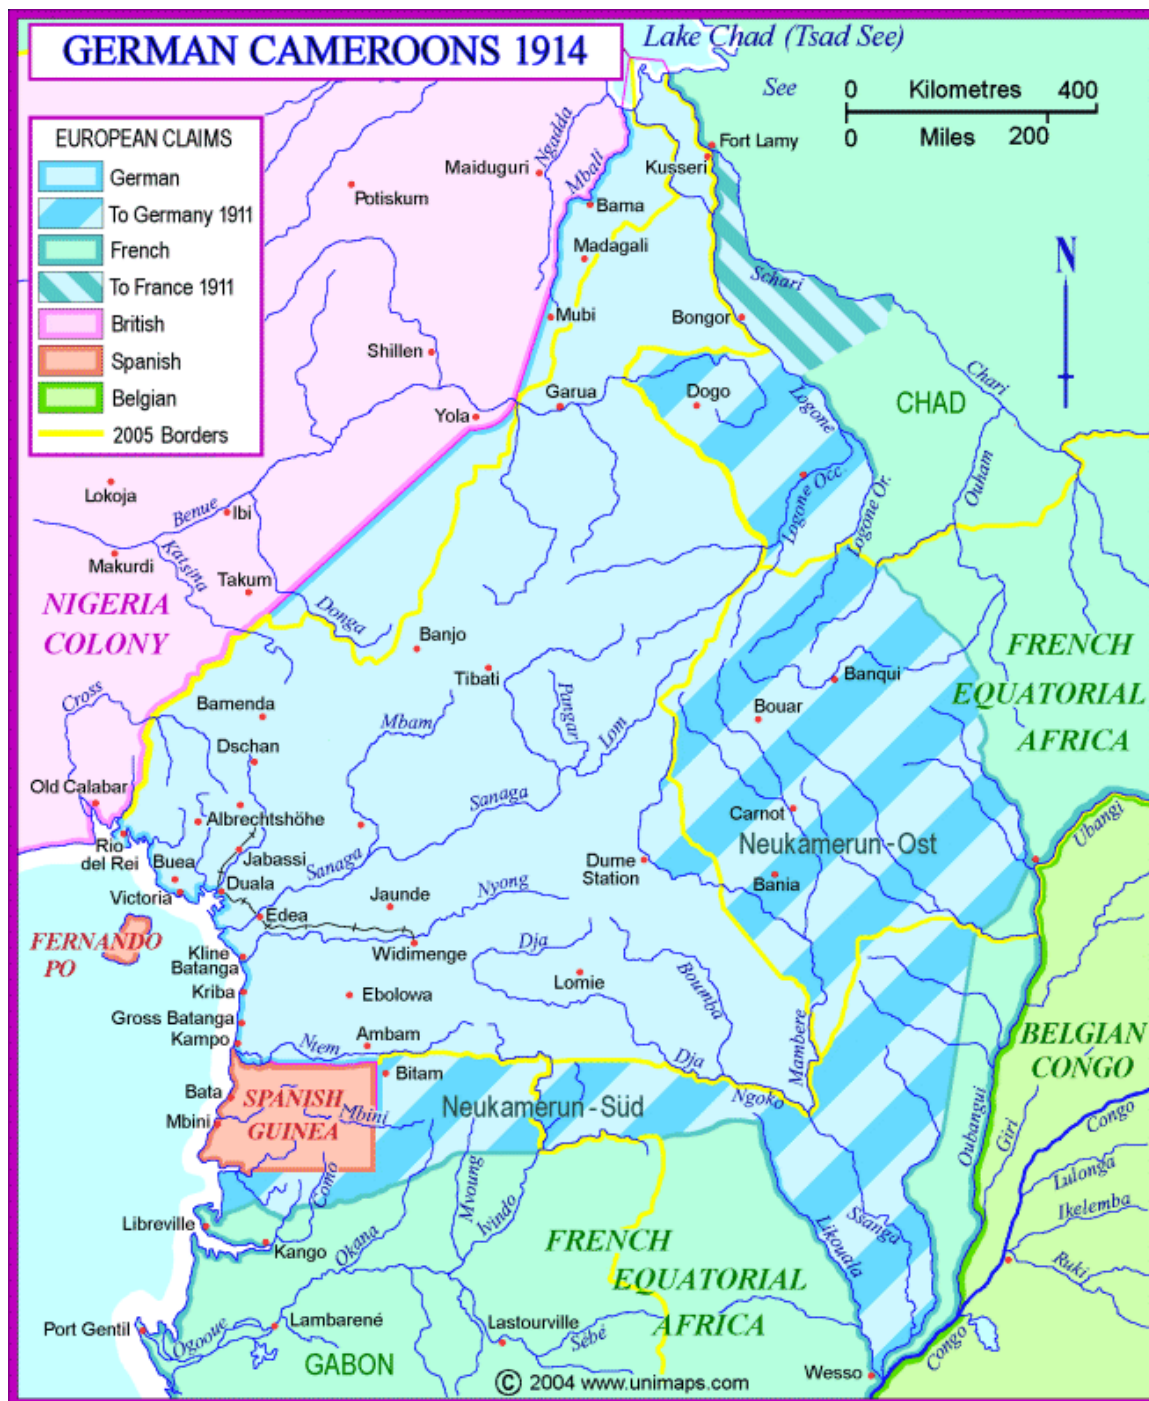 GERMAN CAMEROONS 1914
Lake Chad (Tsad See)
See
0 Kilometres 400
0 Miles 200
EUROPEAN CLAIMS
German
To Germany 1911
French
To France 1911
British
Spanish
Belgian
2005 Borders
N
Fort Lamy
Kusseri
Maiduguri
Ngadda
Mbali
Potiskum
Bama
Madagali
Schari
Mubi
Bongor
Shillen
Chari
Garua
Dogo
Logone
CHAD
Yola
Lokoja
Benue
Ibi
Logone Occ.
Logone Or.
Ouham
Makurdi
Katsina
Takum
NIGERIA
COLONY
Donga
Banjo
FRENCH
EQUATORIAL
AFRICA
Tibati
Banqui
Cross
Bamenda
Mbam
Pangar
Lom
Bouar
Dschan
Old Calabar
Sanaga
Albrechtshöhe
Carnot
Ubangi
Rio
del Rei
Buea
Jabassi
Sanaga
Neukamerun-Ost
Dume
Station
Bania
Victoria
Duala
Jaunde
Nyong
Edea
FERNANDO
PO
Kline
Batanga
Widimenge
Dja
Lomie
Boumba
Kriba
Ebolowa
Gross Batanga
Kampo
Ntem
Ambam
Dja
Mambere
BELGIAN
CONGO
Bata
SPANISH
GUINEA
Bitam
Mbini
Mbini
Neukamerun-Süd
Ngoko
Oubangui
Giri
Congo
Lulonga
Como
Mvoung
Ivindo
Ikelemba
Libreville
Kango
Okana
Likouala
Ssanga
Ruki
FRENCH
EQUATORIAL
AFRICA
Port Gentil
Ogooue
Lambarené
Lastourville
Sébé
GABON
Congo
Wesso
© 2004 www.unimaps.com